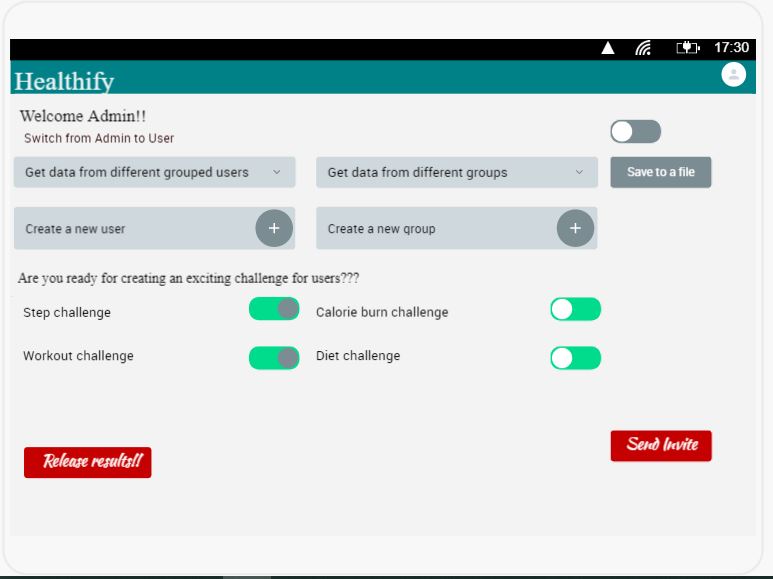 17:30
Healthify
Welcome Admin!!
Switch from Admin to User
Get data from different grouped users
Get data from different groups
Save to a file
Create a new user
Create a new group
Are you ready for creating an exciting challenge for users???
Step challenge
Calorie burn challenge
Workout challenge
Diet challenge
Send Invite
Release results!!